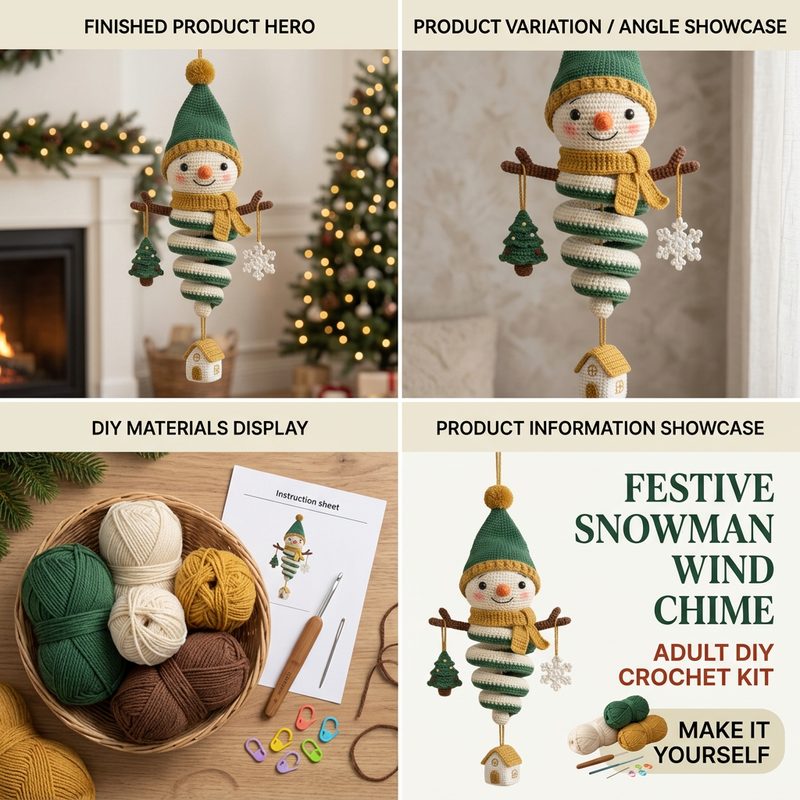 FINISHED PRODUCT HERO
PRODUCT VARIATION / ANGLE SHOWCASE
DIY MATERIALS DISPLAY
Instruction sheet
PRODUCT INFORMATION SHOWCASE
FESTIVE
SNOWMAN
WIND
CHIME
ADULT DIY
CROCHET KIT
MAKE IT
YOURSELF